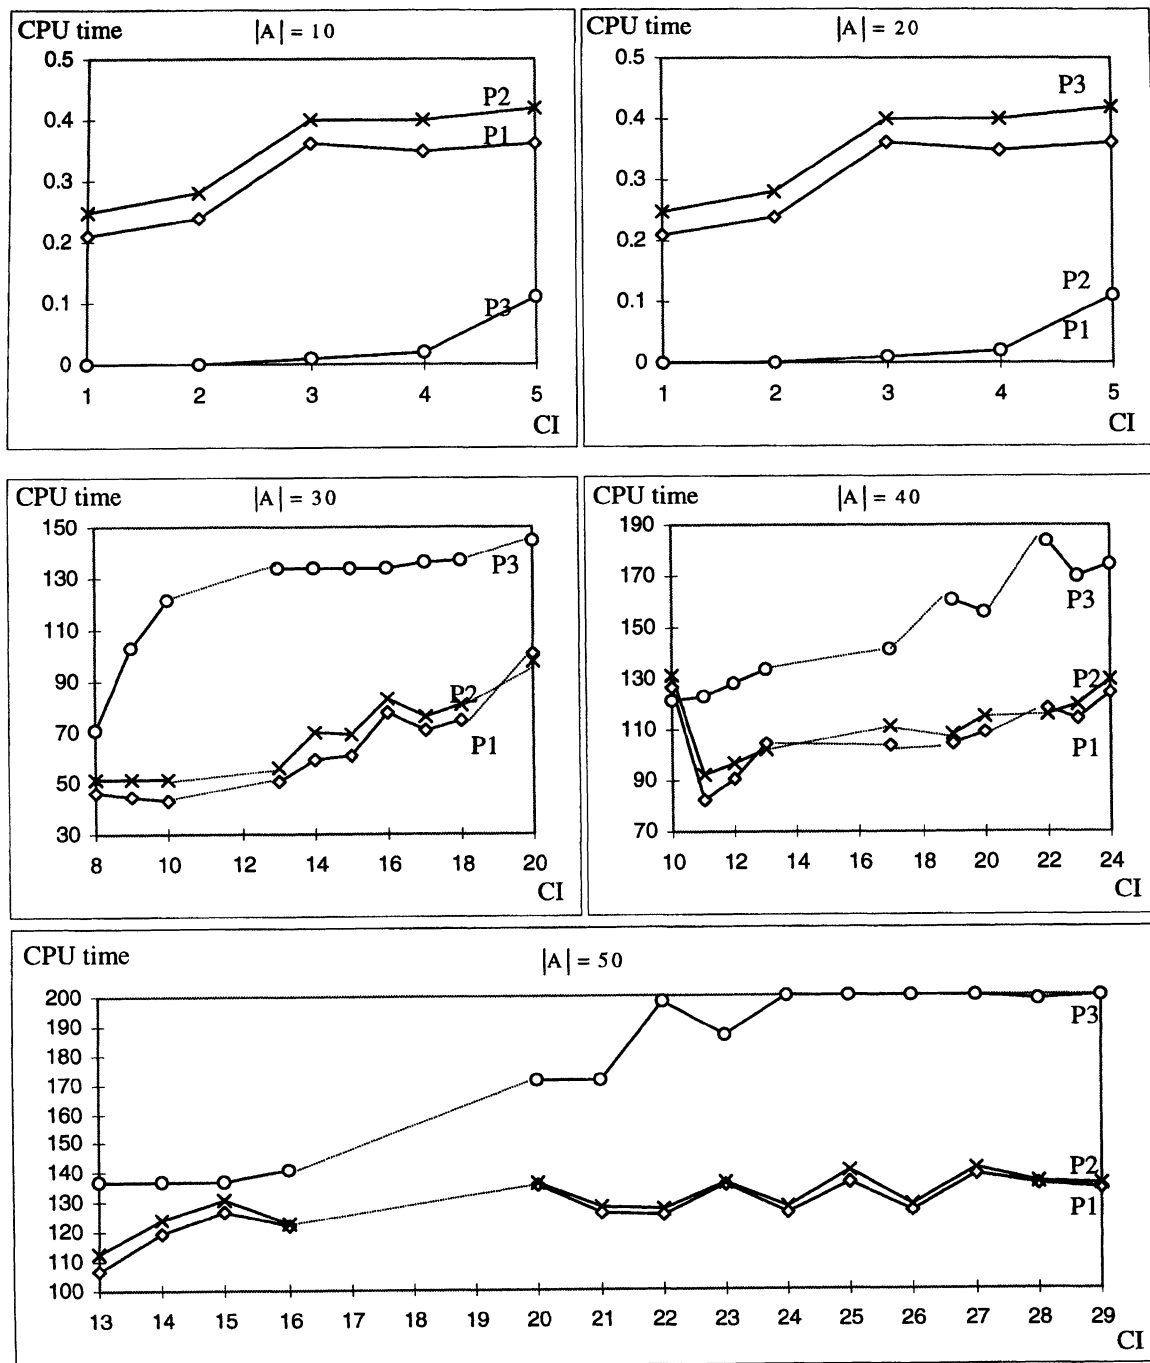 CPU time |A| = 10
0.5
0.4
0.3
0.2
0.1
0
P2
P1
P3
1 2 3 4 5
CI
CPU time |A| = 20
0.5
0.4
0.3
0.2
0.1
0
P3
P2
P1
1 2 3 4 5
CI
CPU time |A| = 30
150
130
110
90
70
50
30
P3
P2
P1
8 10 12 14 16 18 20
CI
CPU time |A| = 40
190
170
150
130
110
90
70
P3
P2
P1
10 12 14 16 18 20 22 24
CI
CPU time |A| = 50
200
190
180
170
160
150
140
130
120
110
100
P3
P2
P1
13 14 15 16 17 18 19 20 21 22 23 24 25 26 27 28 29
CI